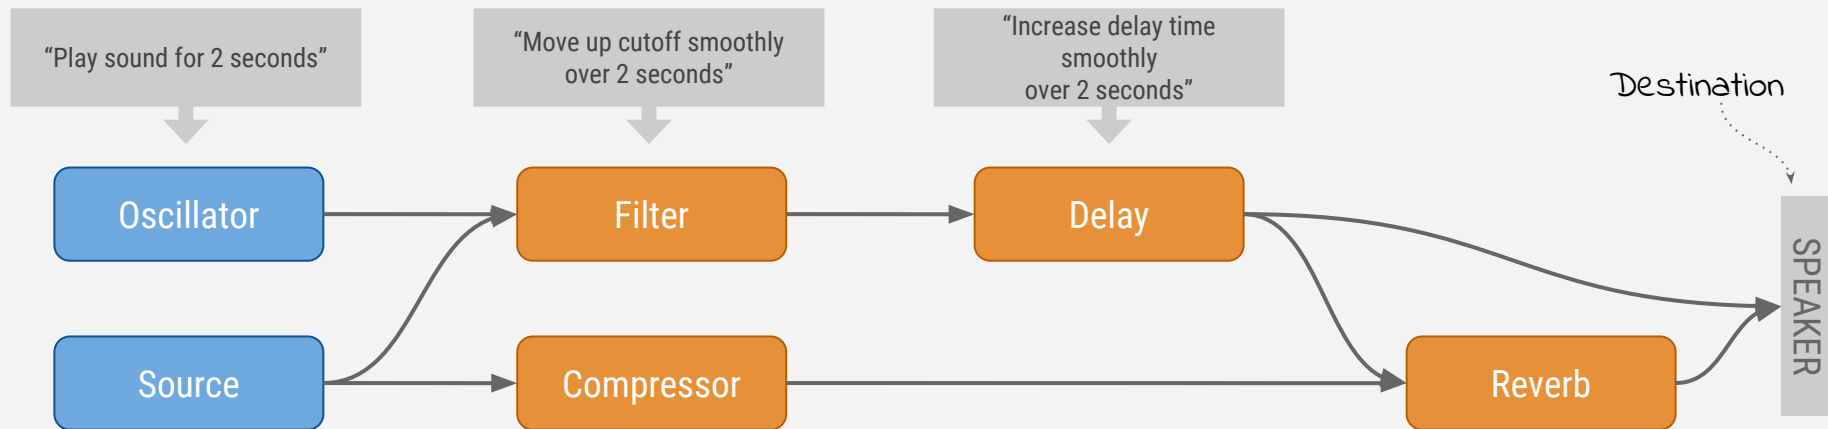 “Play sound for 2 seconds”
“Move up cutoff smoothly
over 2 seconds”
“Increase delay time
smoothly
over 2 seconds”
Destination
Oscillator
Filter
Delay
SPEAKER
Source
Compressor
Reverb